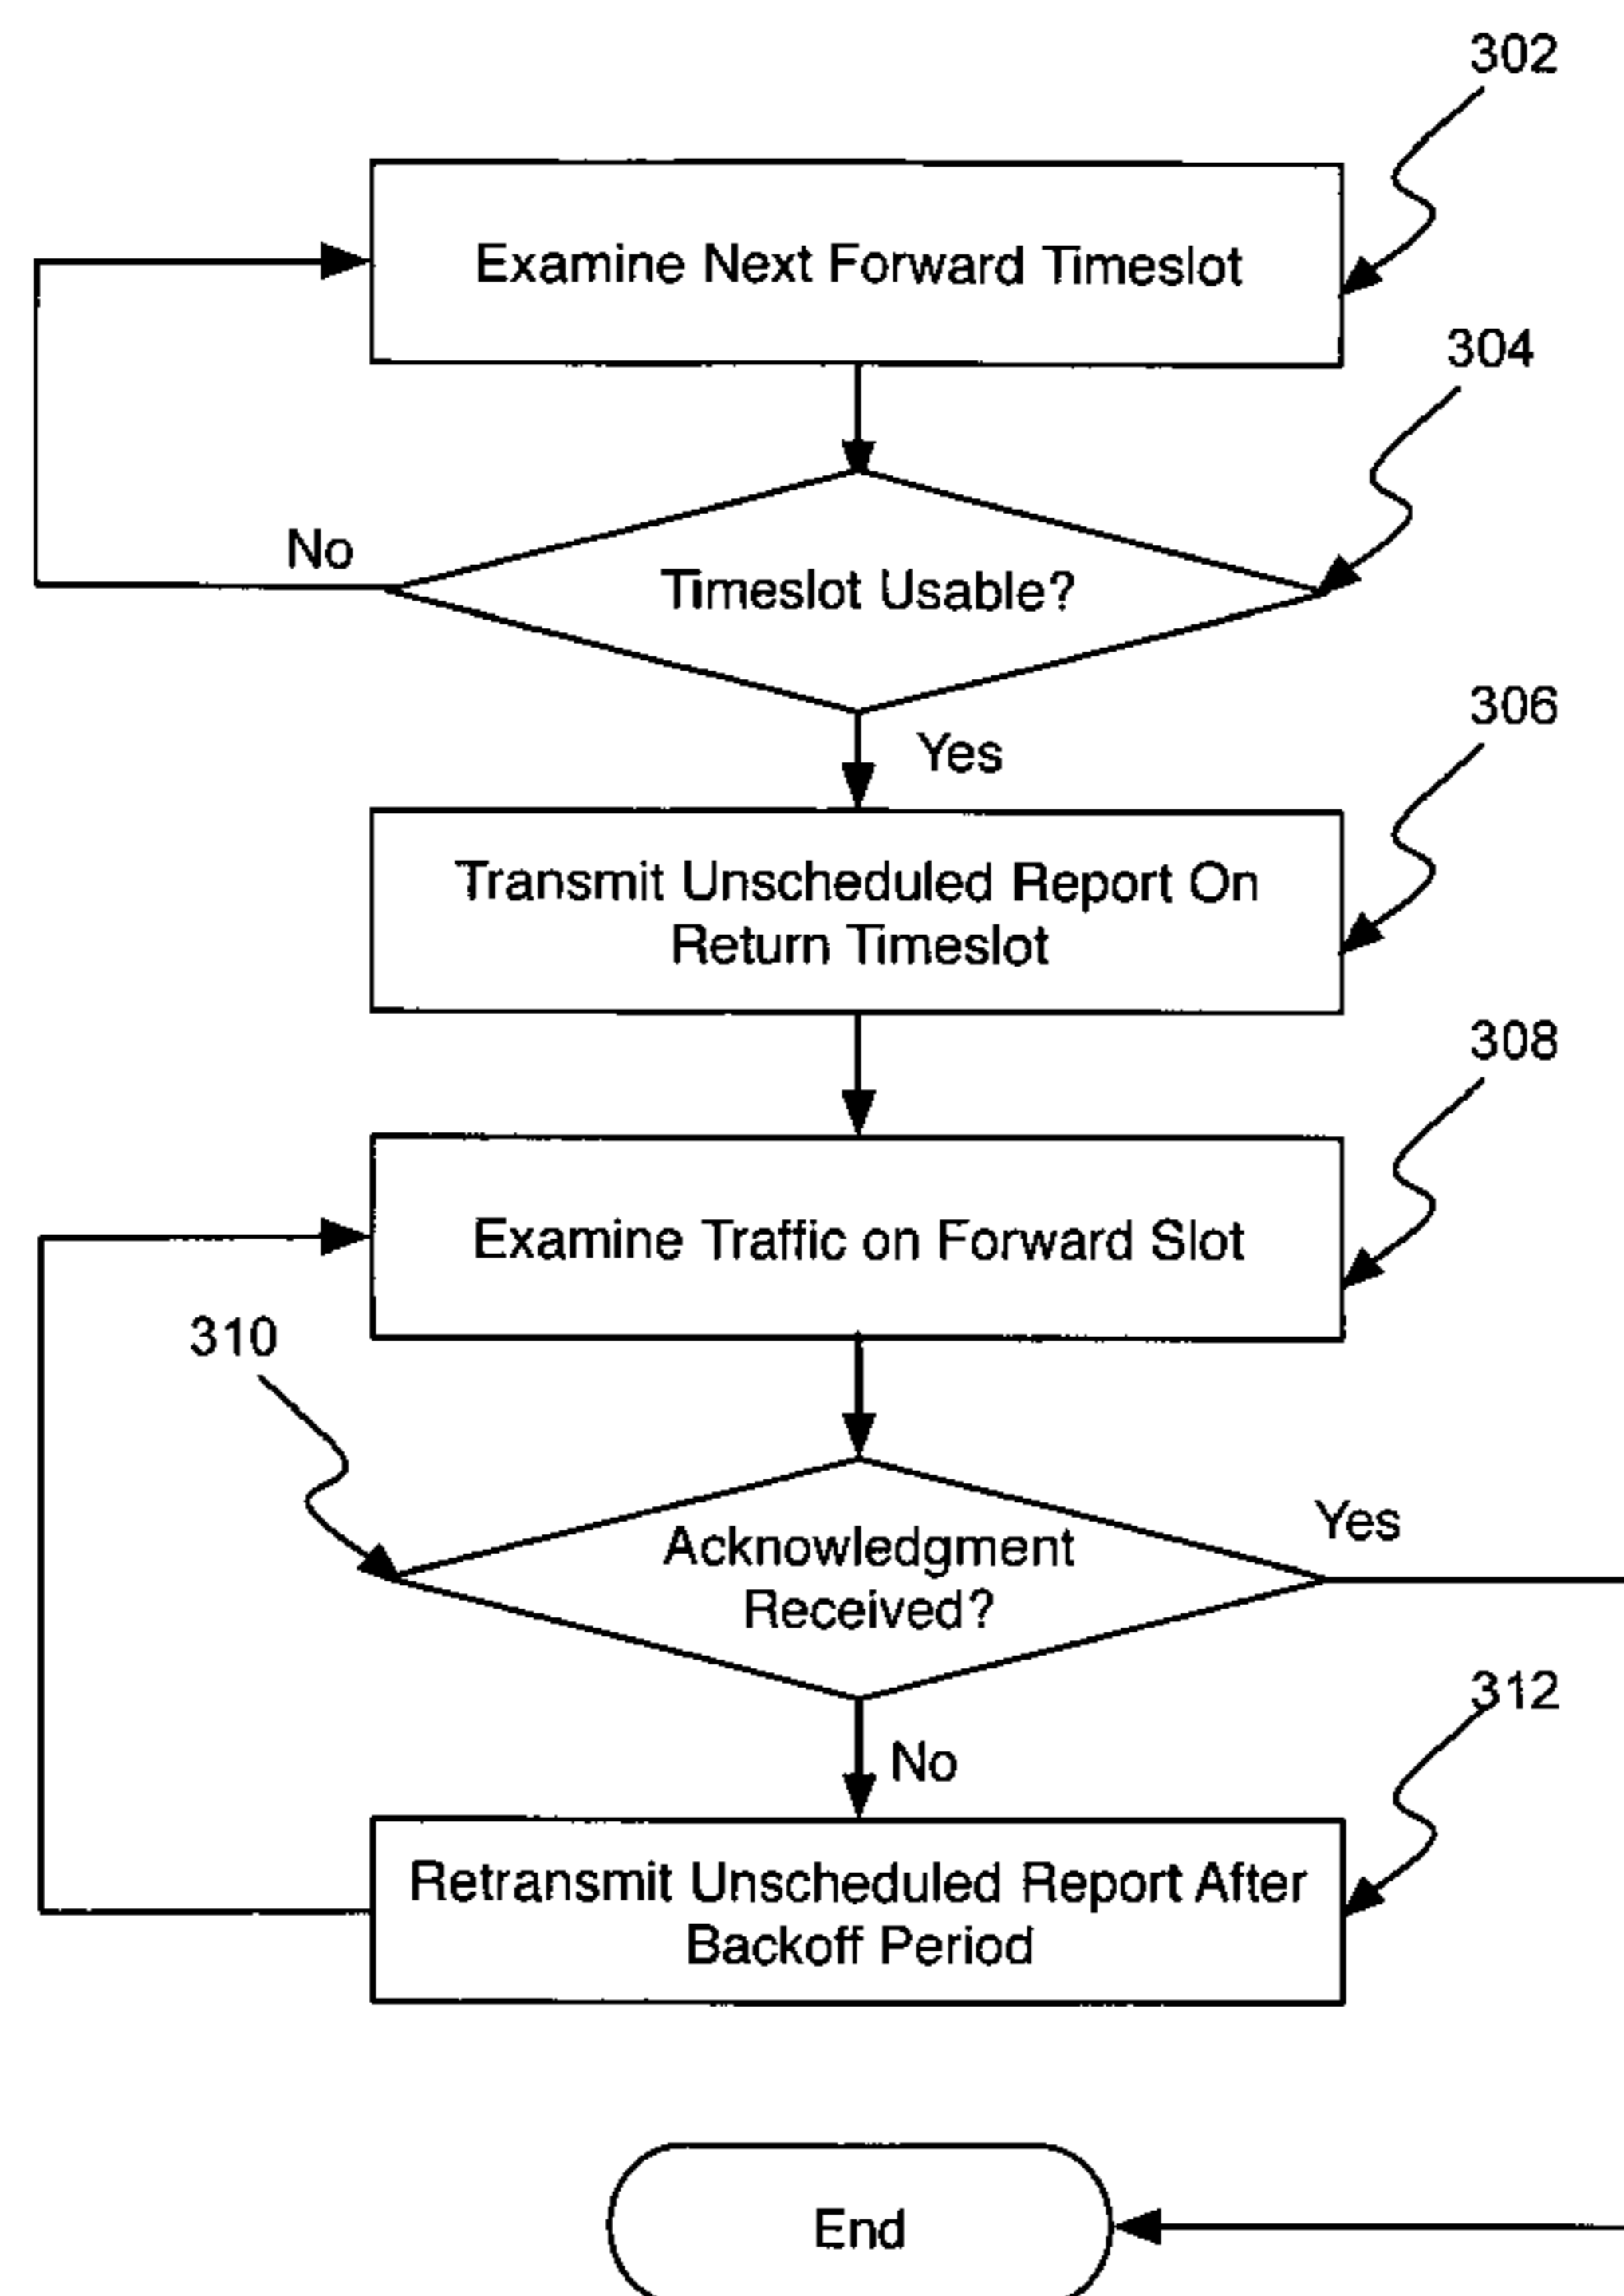 302
Examine Next Forward Timeslot
304
No
Timeslot Usable?
306
Yes
Transmit Unscheduled Report On
Return Timeslot
308
Examine Traffic on Forward Slot
310
Yes
Acknowledgment
Received?
312
No
Retransmit Unscheduled Report After
Backoff Period
End